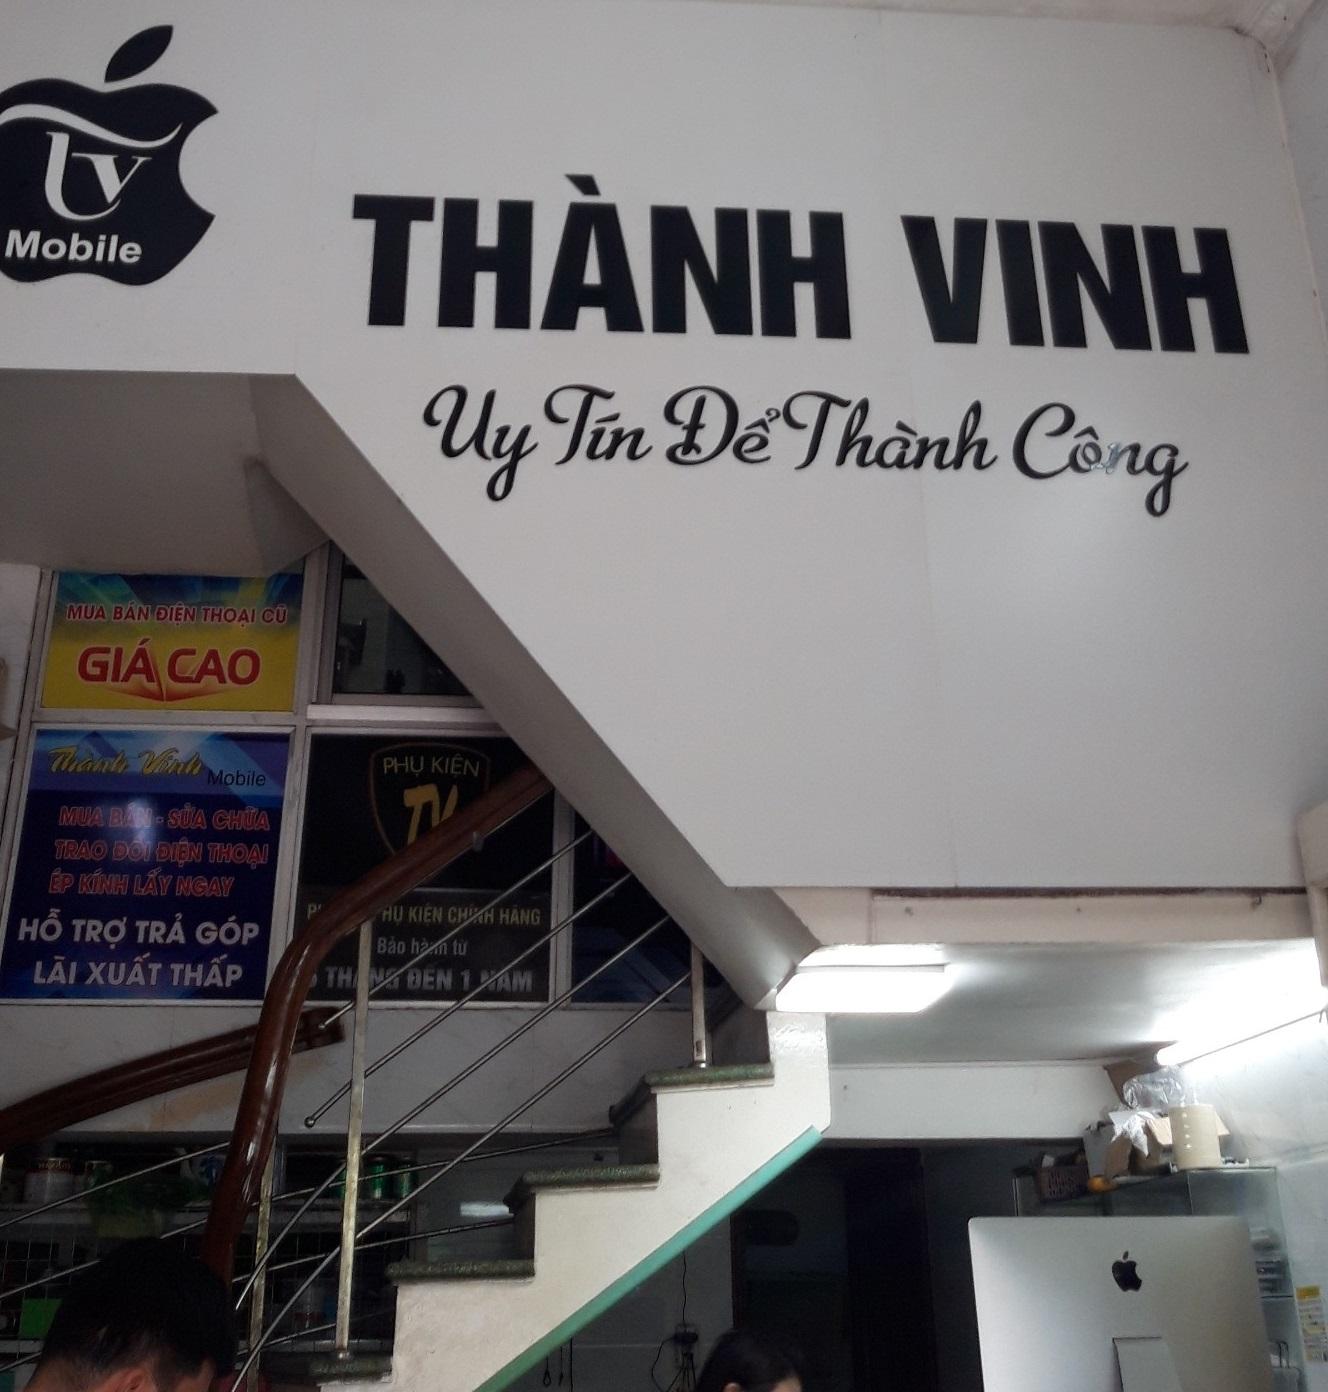 tv
Mobile
THÀNH VINH
Uy Tín Để Thành Công
MUA BÁN ĐIỆN THOẠI CŨ
GIÁ CAO
Thành Vinh Mobile
MUA BÁN - SỬA CHỮA
TRAO ĐỔI ĐIỆN THOẠI
ÉP KÍNH LẤY NGAY
HỖ TRỢ TRẢ GÓP
LÃI XUẤT THẤP
PHỤ KIỆN
TV
PHỤ KIỆN CHÍNH HÃNG
Bảo hành từ
THÁNG ĐẾN 1 NĂM